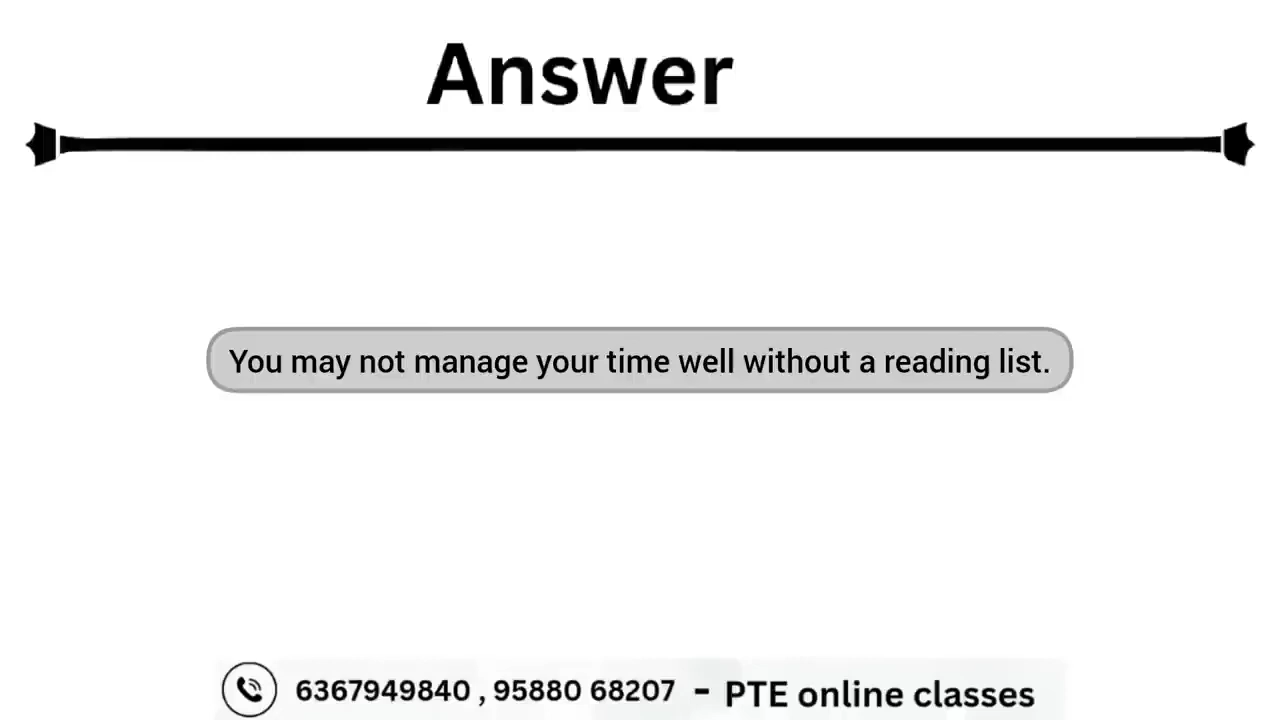 Answer
You may not manage your time well without a reading list.
6367949840 , 95880 68207 - PTE online classes